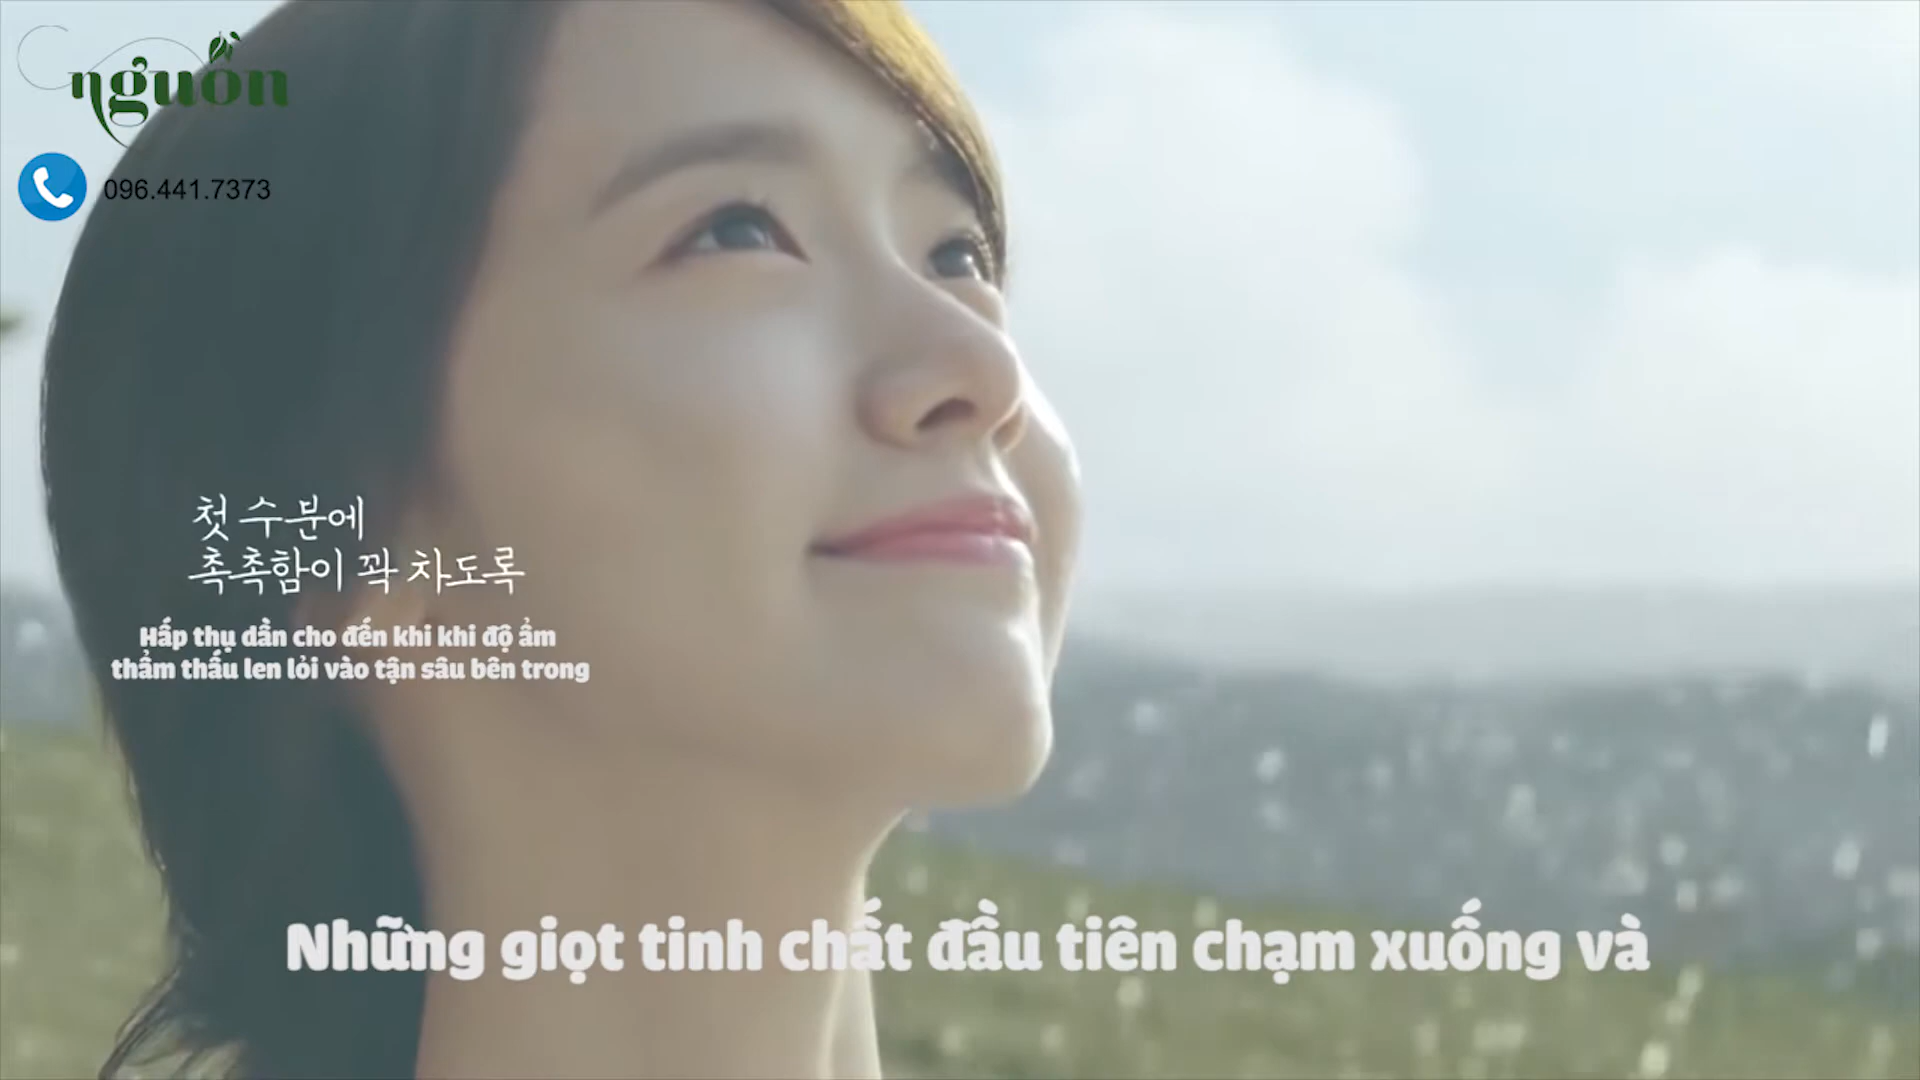 nguồn
096.441.7373
첫 수분에
촉촉함이 꽉 차도록
Hấp thụ dần cho đến khi khi độ ẩm
thẩm thấu len lỏi vào tận sâu bên trong
Những giọt tinh chất đầu tiên chạm xuống và